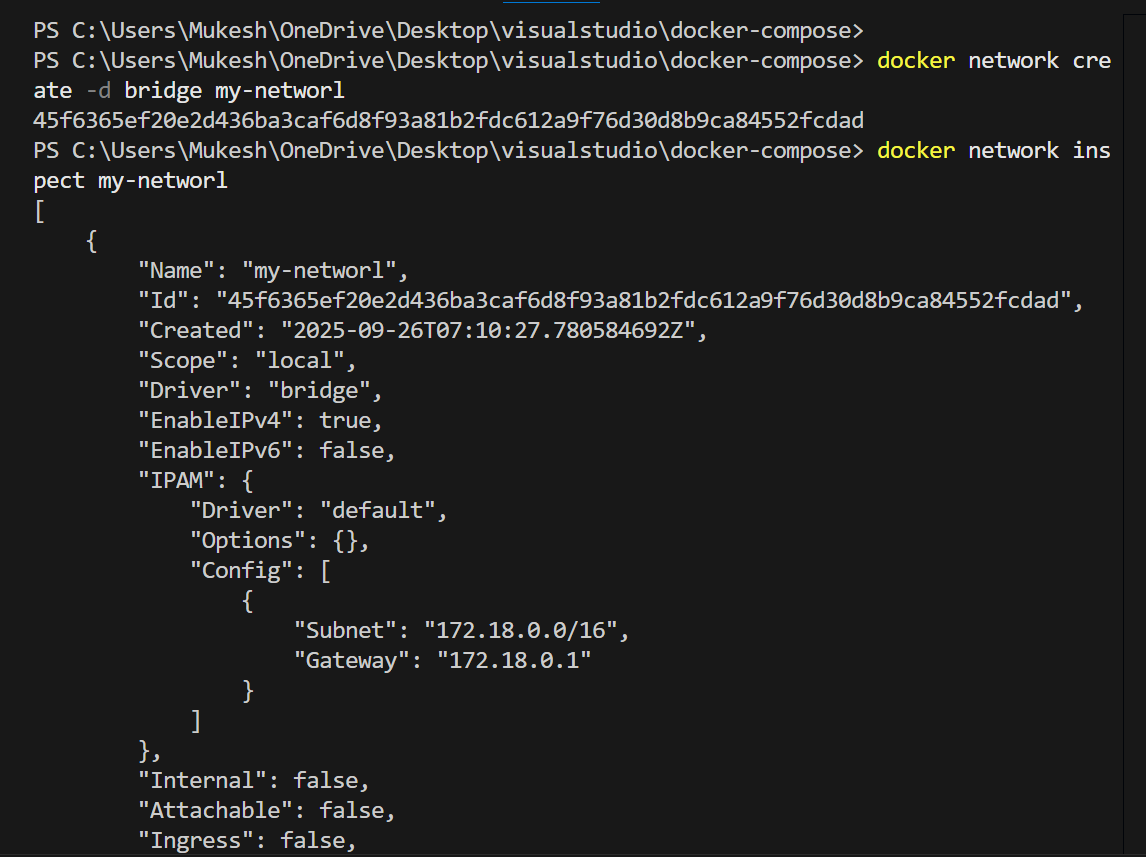 PS C:\Users\Mukesh\OneDrive\Desktop\visualstudio\docker-compose>
PS C:\Users\Mukesh\OneDrive\Desktop\visualstudio\docker-compose> docker network cre
ate -d bridge my-networl
45f6365ef20e2d436ba3caf6d8f93a81b2fdc612a9f76d30d8b9ca84552fcdad
PS C:\Users\Mukesh\OneDrive\Desktop\visualstudio\docker-compose> docker network ins
pect my-networl
[
    {
        "Name": "my-networl",
        "Id": "45f6365ef20e2d436ba3caf6d8f93a81b2fdc612a9f76d30d8b9ca84552fcdad",
        "Created": "2025-09-26T07:10:27.780584692Z",
        "Scope": "local",
        "Driver": "bridge",
        "EnableIPv4": true,
        "EnableIPv6": false,
        "IPAM": {
            "Driver": "default",
            "Options": {},
            "Config": [
                {
                    "Subnet": "172.18.0.0/16",
                    "Gateway": "172.18.0.1"
                }
            ]
        },
        "Internal": false,
        "Attachable": false,
        "Ingress": false,